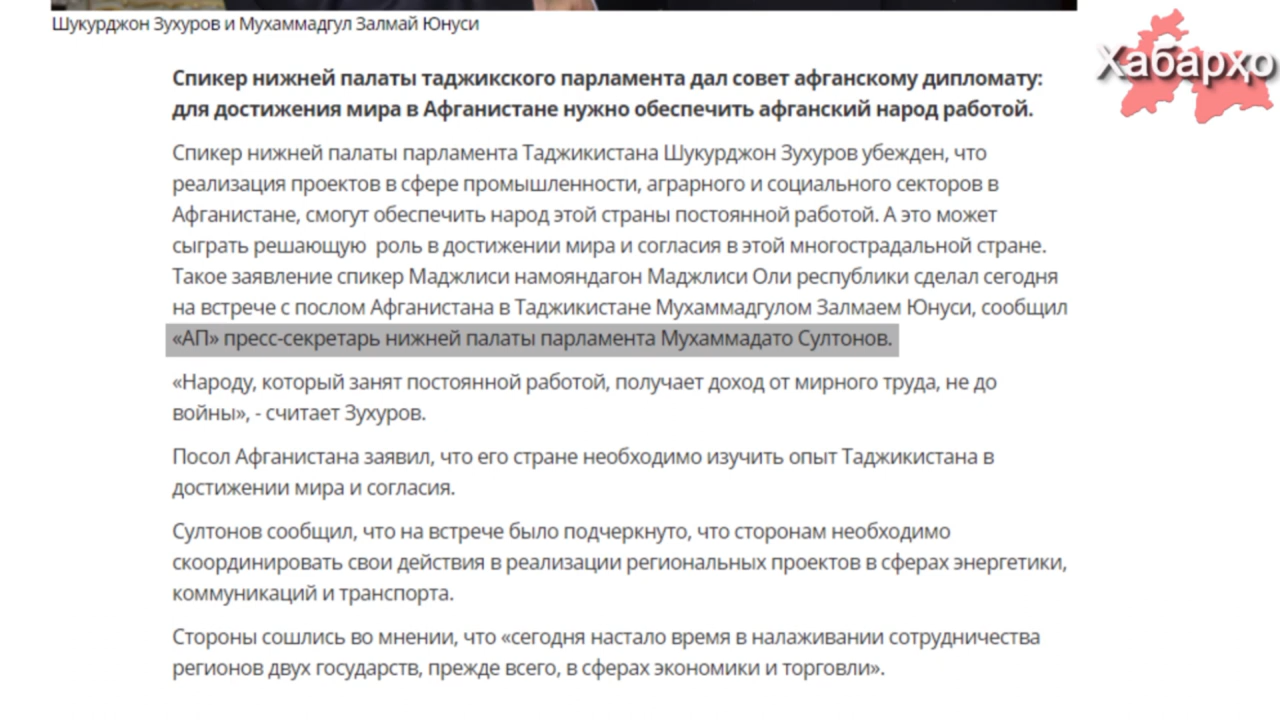 Шукурджон Зухуров и Мухаммадгул Залмай Юнуси
Хабарҳо
Спикер нижней палаты таджикского парламента дал совет афганскому дипломату:
для достижения мира в Афганистане нужно обеспечить афганский народ работой.
Спикер нижней палаты парламента Таджикистана Шукурджон Зухуров убежден, что
реализация проектов в сфере промышленности, аграрного и социального секторов в
Афганистане, смогут обеспечить народ этой страны постоянной работой. А это может
сыграть решающую  роль в достижении мира и согласия в этой многострадальной стране.
Такое заявление спикер Маджлиси намояндагон Маджлиси Оли республики сделал сегодня
на встрече с послом Афганистана в Таджикистане Мухаммадгулом Залмаем Юнуси, сообщил
«АП» пресс-секретарь нижней палаты парламента Мухаммадато Султонов.
«Народу, который занят постоянной работой, получает доход от мирного труда, не до
войны», - считает Зухуров.
Посол Афганистана заявил, что его стране необходимо изучить опыт Таджикистана в
достижении мира и согласия.
Султонов сообщил, что на встрече было подчеркнуто, что сторонам необходимо
скоординировать свои действия в реализации региональных проектов в сферах энергетики,
коммуникаций и транспорта.
Стороны сошлись во мнении, что «сегодня настало время в налаживании сотрудничества
регионов двух государств, прежде всего, в сферах экономики и торговли».